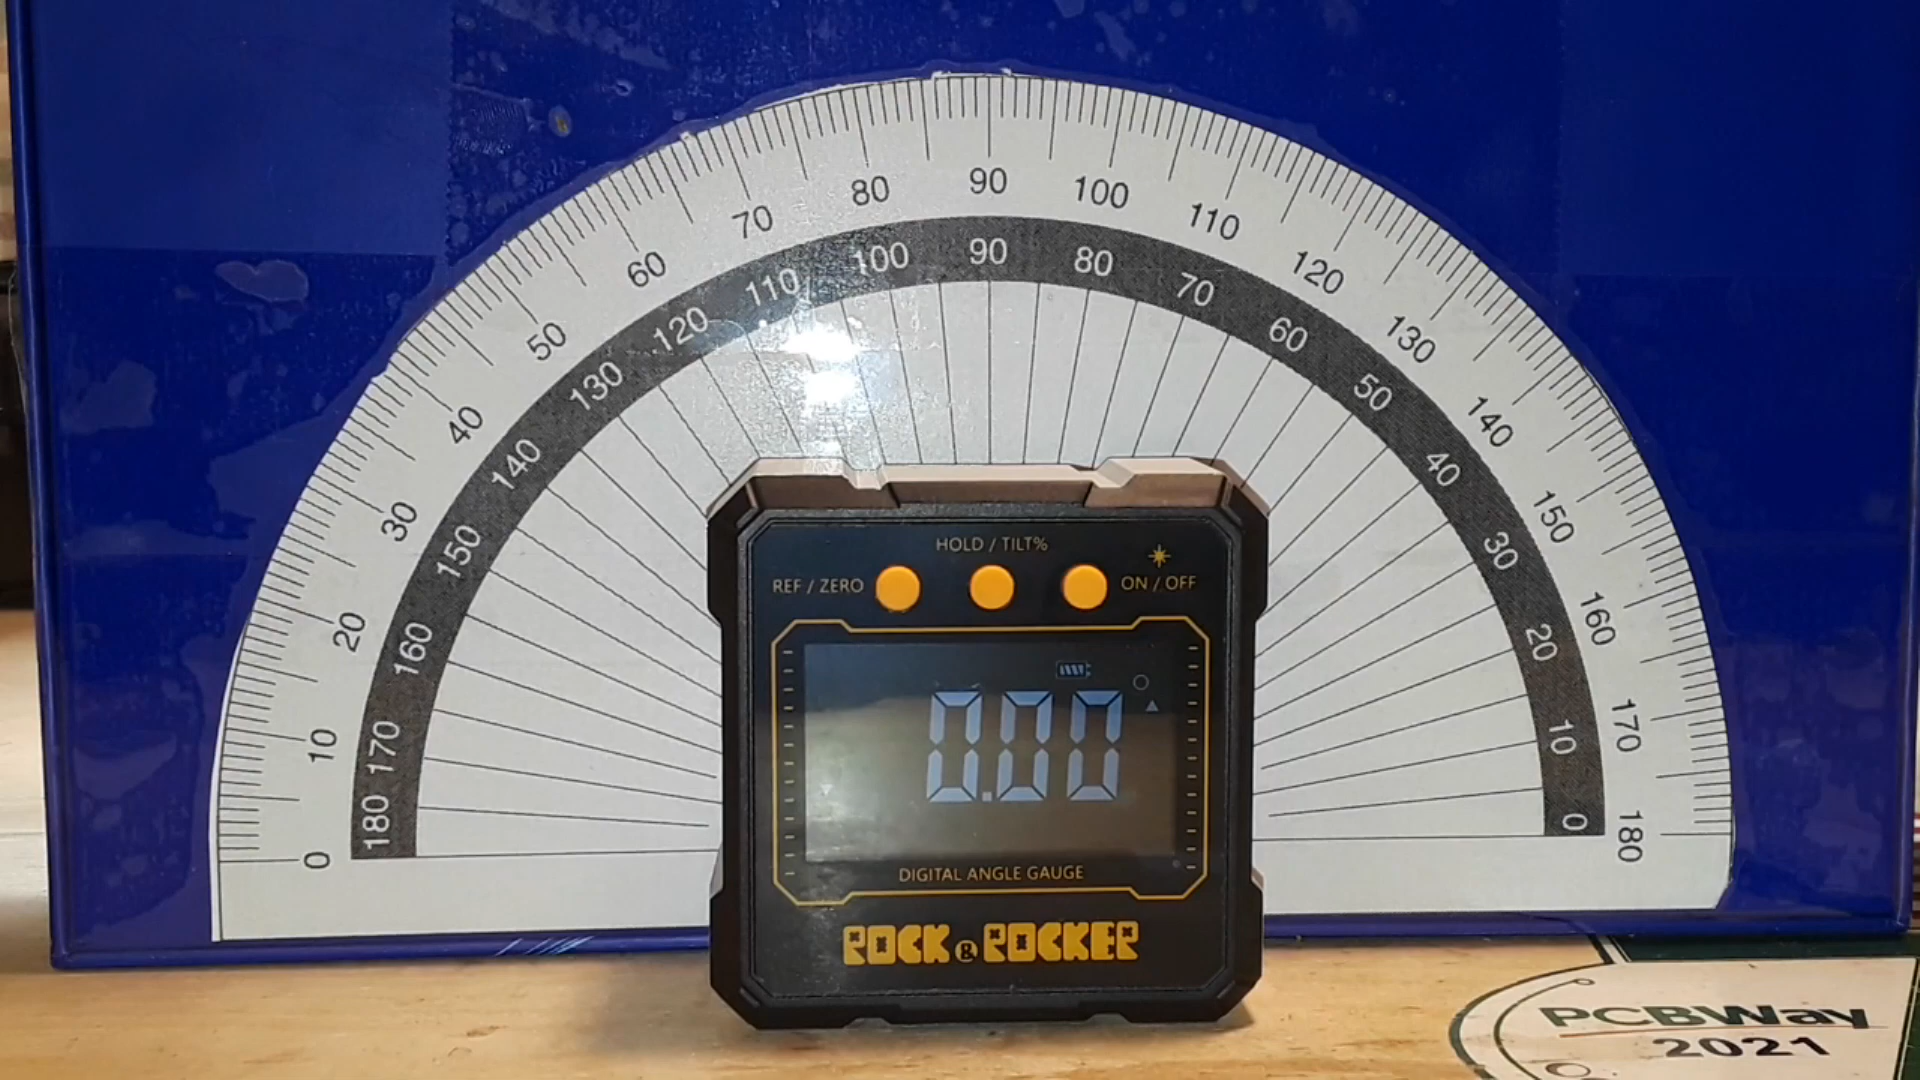 0 10 20 30 40 50 60 70 80 90 100 110 120 130 140 150 160 170 180
180 170 160 150 140 130 120 110 100 90 80 70 60 50 40 30 20 10 0
HOLD / TILT%
REF / ZERO ON / OFF
0.00
DIGITAL ANGLE GAUGE
ROCK & ROCKER
PCBWay
2021